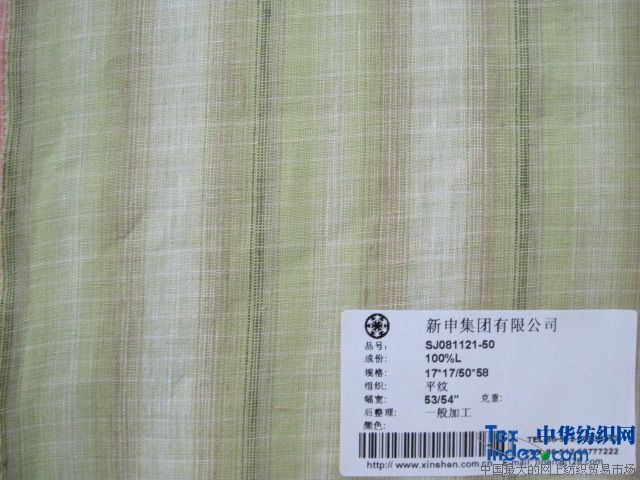 新申集团有限公司
品号: SJ081121-50
成份: 100%L
规格: 17*17/50*58
组织: 平纹
幅宽: 53/54" 克重:
后整理: 一般加工
颜色:
Tex 中华纺织网
index.com
http://www.xinshen.com.cn
中国最大的网上纺织贸易市场